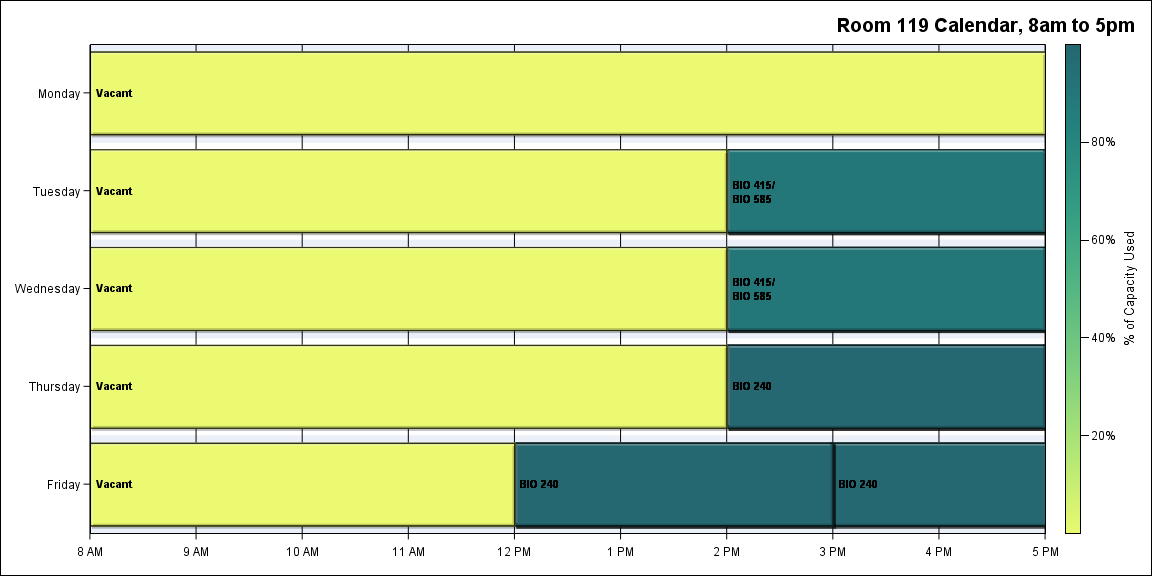 Room 119 Calendar, 8am to 5pm
Monday
Vacant
Tuesday
Vacant
BIO 415/
BIO 585
Wednesday
Vacant
BIO 415/
BIO 585
Thursday
Vacant
BIO 240
Friday
Vacant
BIO 240
BIO 240
8 AM
9 AM
10 AM
11 AM
12 PM
1 PM
2 PM
3 PM
4 PM
5 PM
80%
60%
40%
20%
% of Capacity Used